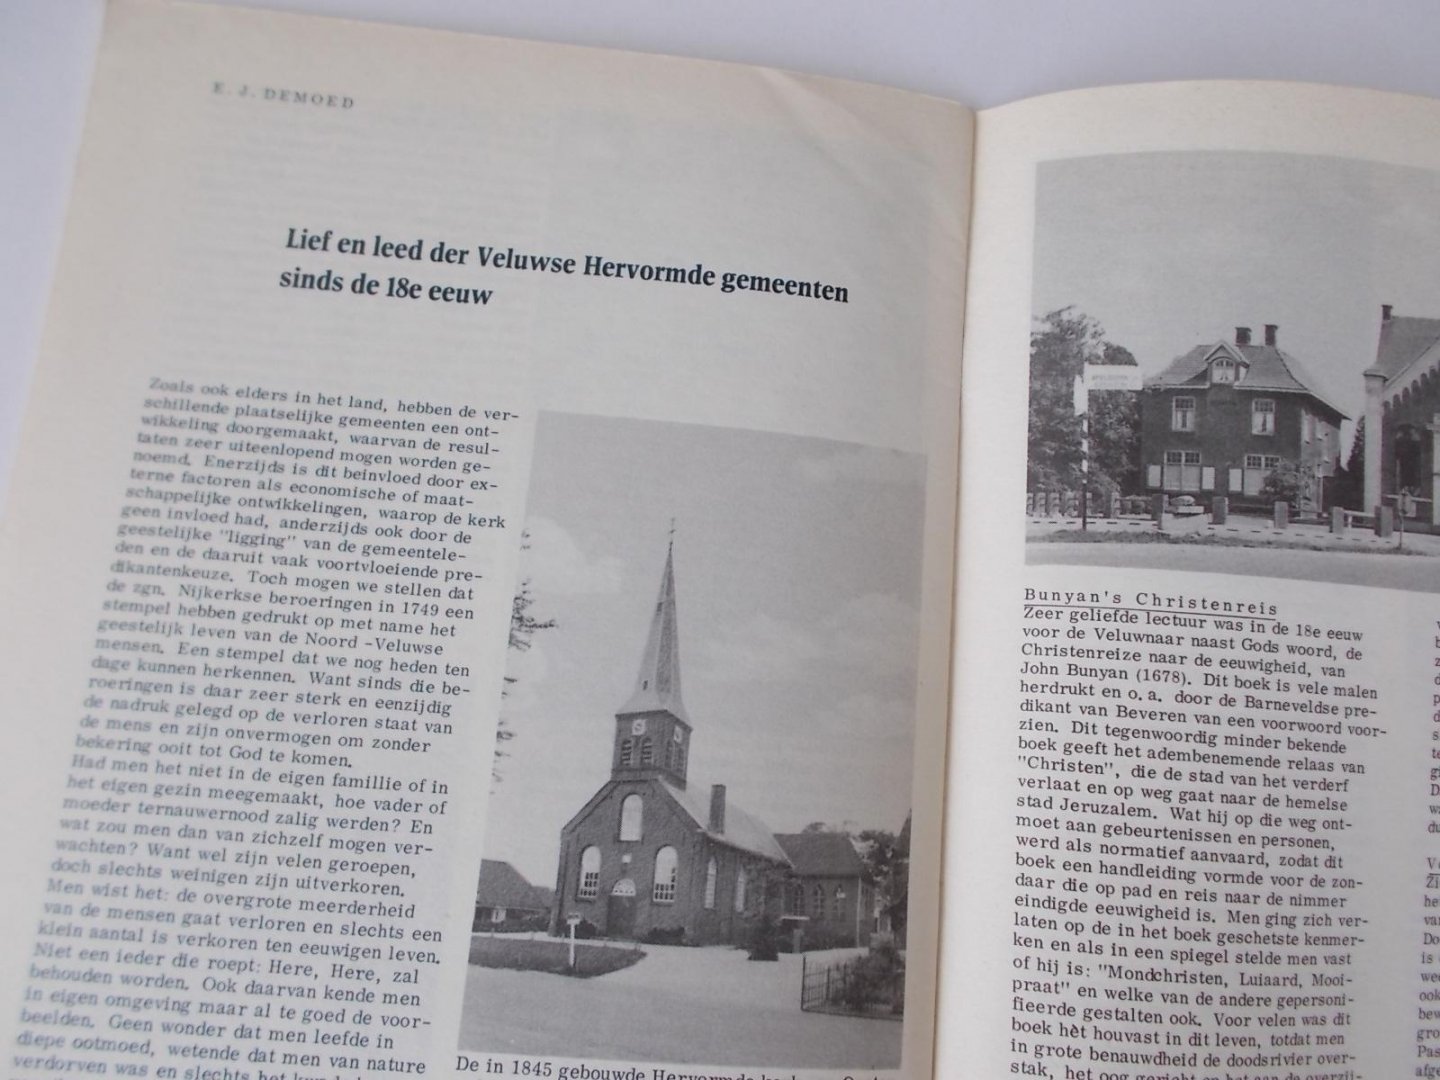 E. J. DEMOED
Lief en leed der Veluwse Hervormde gemeenten
sinds de 18e eeuw
Zoals ook elders in het land, hebben de ver-
schillende plaatselijke gemeenten een ont-
wikkeling doorgemaakt, waarvan de resul-
taten zeer uiteenlopend mogen worden ge-
noemd. Enerzijds is dit beinvloed door ex-
terne factoren als economische of maat-
schappelijke ontwikkelingen, waarop de kerk
geen invloed had, anderzijds ook door de
geestelijke "ligging" van de gemeentele-
den en de daaruit vaak voortvloeiende pre-
dikantenkeuze. Toch mogen we stellen dat
de zgn. Nijkerkse beroeringen in 1749 een
stempel hebben gedrukt op met name het
geestelijk leven van de Noord -Veluwse
mensen. Een stempel dat we nog heden ten
dage kunnen herkennen. Want sinds die be-
roeringen is daar zeer sterk en eenzijdig
de nadruk gelegd op de verloren staat van
de mens en zijn onvermogen om zonder
bekering ooit tot God te komen.
Had men het niet in de eigen famillie of in
het eigen gezin meegemaakt, hoe vader of
moeder ternauwernood zalig werden? En
wat zou men dan van zichzelf mogen ver-
wachten? Want wel zijn velen geroepen,
doch slechts weinigen zijn uitverkoren.
Men wist het: de overgrote meerderheid
van de mensen gaat verloren en slechts een
klein aantal is verkoren ten eeuwigen leven.
Niet een ieder die roept: Here, Here, zal
behouden worden. Ook daarvan kende men
in eigen omgeving maar al te goed de voor-
beelden. Geen wonder dat men leefde in
diepe ootmoed, wetende dat men van nature
verdorven was en slechts het
De in 1845 gebouwde Hervormde
Bunyan's Christenreis
Zeer geliefde lectuur was in de 18e eeuw
voor de Veluwnaar naast Gods woord, de
Christenreize naar de eeuwigheid, van
John Bunyan (1678). Dit boek is vele malen
herdrukt en o.a. door de Barneveldse pre-
dikant van Beveren van een voorwoord voor-
zien. Dit tegenwoordig minder bekende
boek geeft het adembenemende relaas van
"Christen", die de stad van het verderf
verlaat en op weg gaat naar de hemelse
stad Jeruzalem. Wat hij op die weg ont-
moet aan gebeurtenissen en personen,
werd als normatief aanvaard, zodat dit
boek een handleiding vormde voor de zon-
daar die op pad en reis naar de nimmer
eindigde eeuwigheid is. Men ging zich ver-
laten op de in het boek geschetste kenmer-
ken en als in een spiegel stelde men vast
of hij is: "Mondchristen, Luiaard, Mooi-
praat" en welke van de andere gepersoni-
fieerde gestalten ook. Voor velen was dit
boek hèt houvast in dit leven, totdat men
in grote benauwdheid de doodsrivier over-
stak, het oog gericht op het aan de overzij-